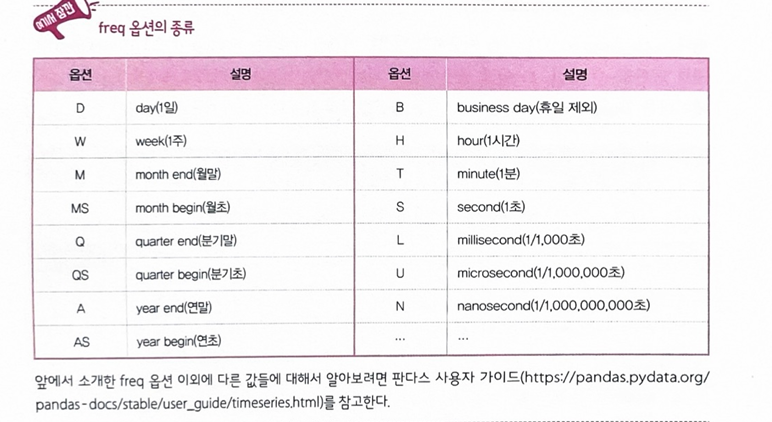 여기서 잠깐
freq 옵션의 종류
옵션 설명 옵션 설명
D day(1일) B business day(휴일 제외)
W week(1주) H hour(1시간)
M month end(월말) T minute(1분)
MS month begin(월초) S second(1초)
Q quarter end(분기말) L millisecond(1/1,000초)
QS quarter begin(분기초) U microsecond(1/1,000,000초)
A year end(연말) N nanosecond(1/1,000,000,000초)
AS year begin(연초) ... ...
앞에서 소개한 freq 옵션 이외에 다른 값들에 대해서 알아보려면 판다스 사용자 가이드(https://pandas.pydata.org/
pandas-docs/stable/user_guide/timeseries.html)를 참고한다.